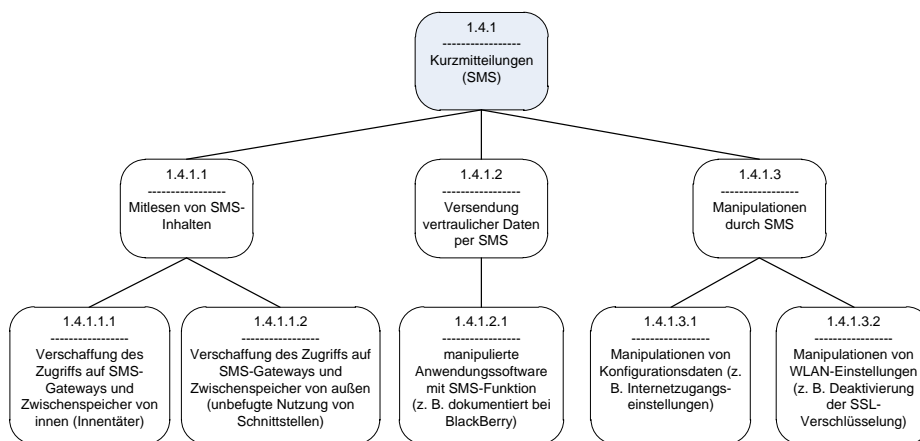 1.4.1
-----------------
Kurzmitteilungen
(SMS)
1.4.1.1
-----------------
Mitlesen von SMS-
Inhalten
1.4.1.2
-----------------
Versendung
vertraulicher Daten
per SMS
1.4.1.3
-----------------
Manipulationen
durch SMS
1.4.1.1.1
-----------------
Verschaffung des
Zugriffs auf SMS-
Gateways und
Zwischenspeicher von
innen (Innentäter)
1.4.1.1.2
-----------------
Verschaffung des Zugriffs auf
SMS-Gateways und
Zwischenspeicher von außen
(unbefugte Nutzung von
Schnittstellen)
1.4.1.2.1
-----------------
manipulierte
Anwendungssoftware
mit SMS-Funktion
(z. B. dokumentiert bei
BlackBerry)
1.4.1.3.1
-----------------
Manipulationen von
Konfigurationsdaten (z.
B. Internetzugangs-
einstellungen)
1.4.1.3.2
-----------------
Manipulationen von
WLAN-Einstellungen
(z. B. Deaktivierung
der SSL-
Verschlüsselung)